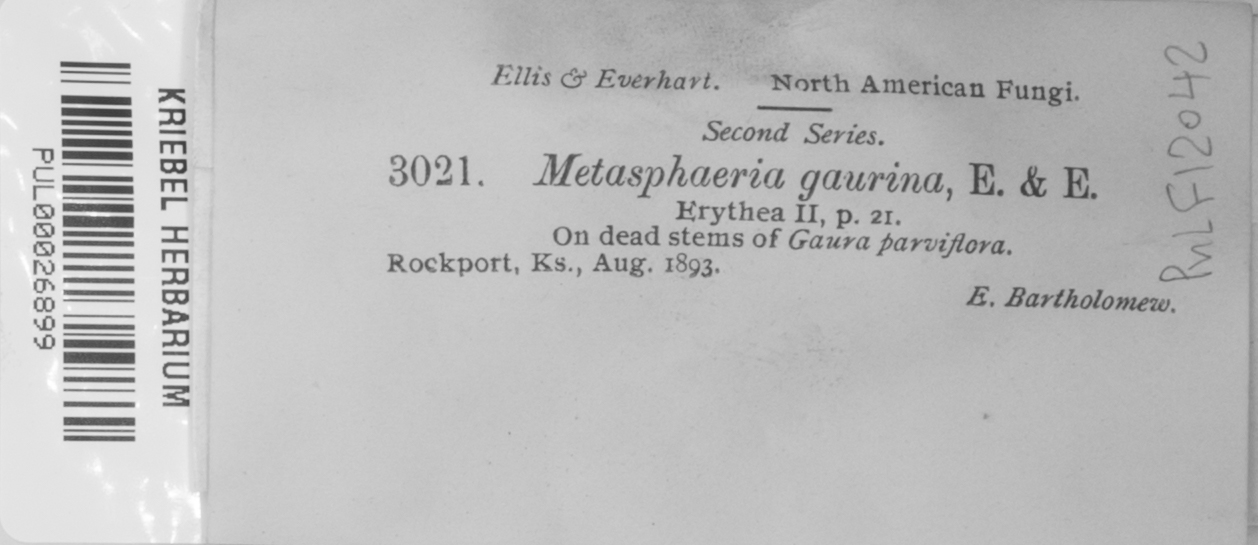 Ellis & Everhart. North American Fungi.
Second Series.
3021. Metasphaeria gaurina, E. & E.
Erythea II, p. 21.
On dead stems of Gaura parviflora.
Rockport, Ks., Aug. 1893.
E. Bartholomew.
KRIEBEL HERBARIUM
PUL00026899
PULF12042